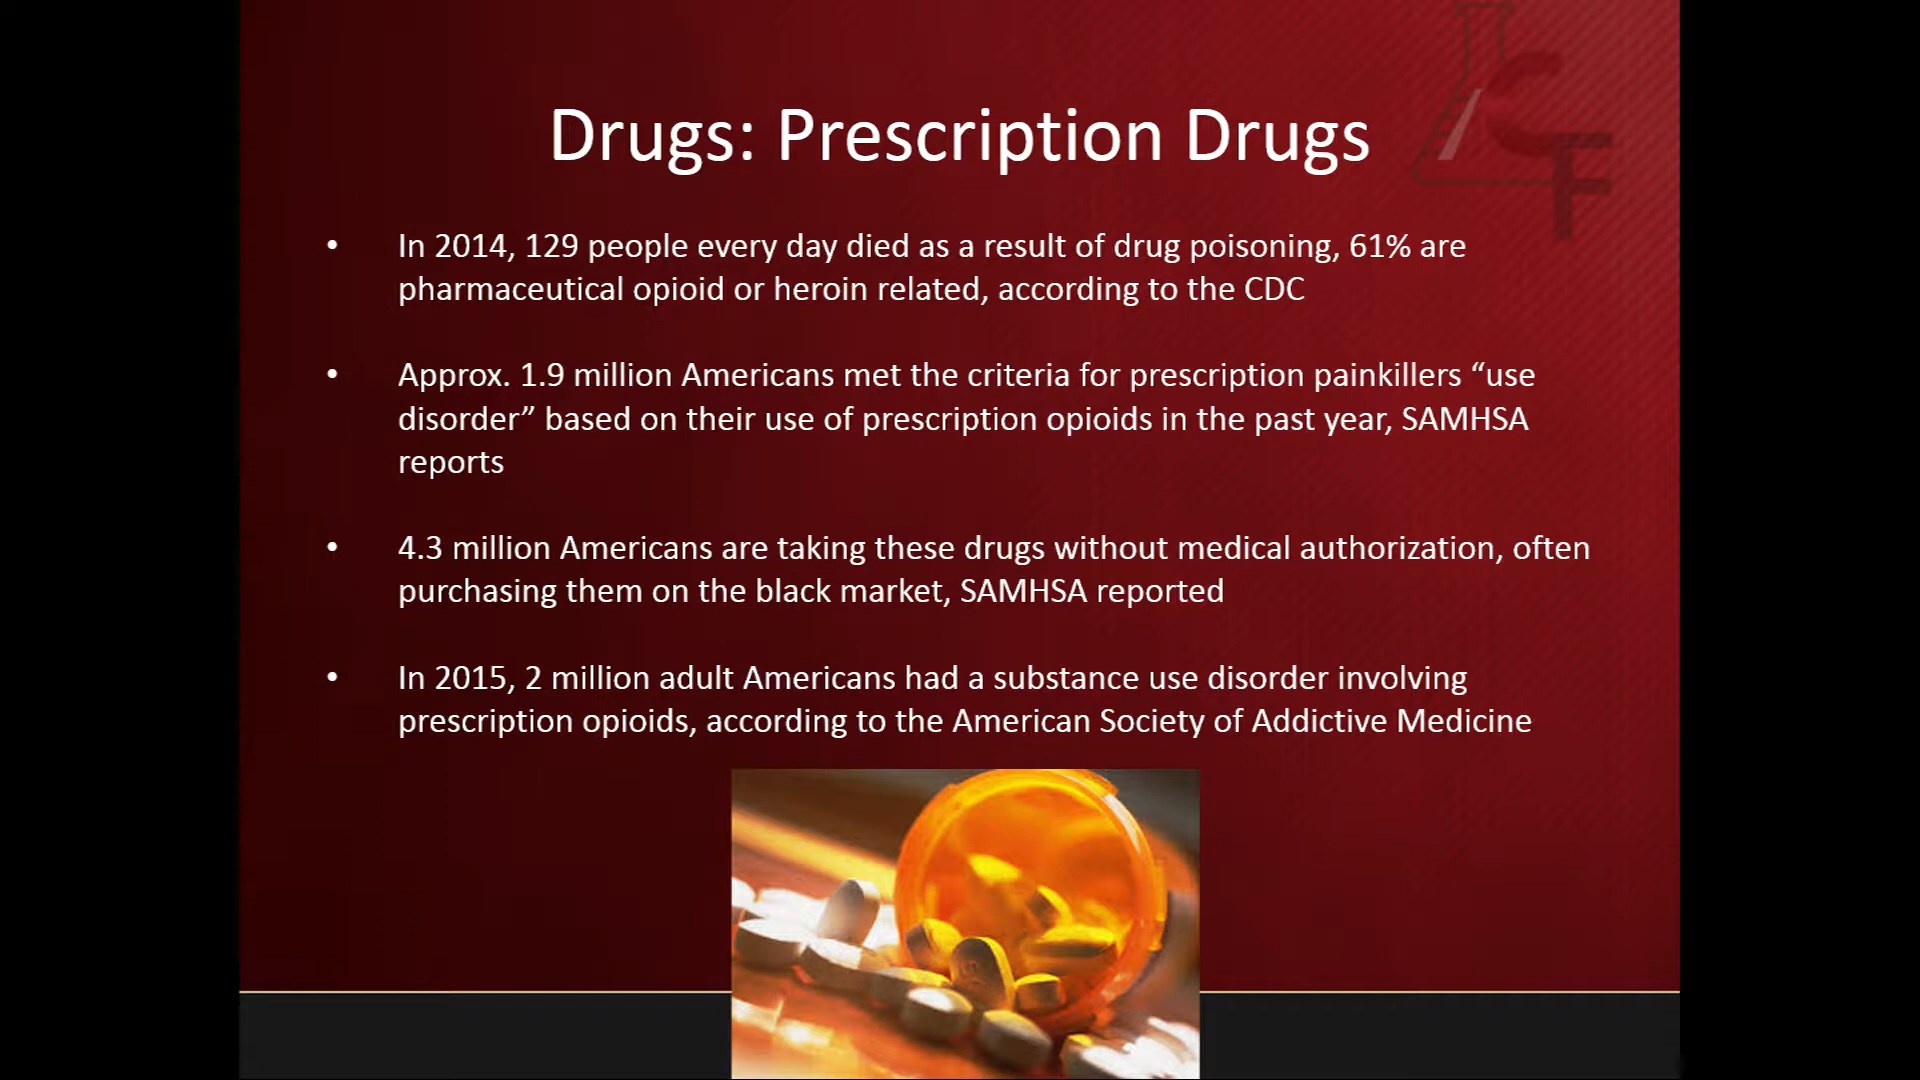 Drugs: Prescription Drugs
CF
• In 2014, 129 people every day died as a result of drug poisoning, 61% are
pharmaceutical opioid or heroin related, according to the CDC
• Approx. 1.9 million Americans met the criteria for prescription painkillers “use
disorder” based on their use of prescription opioids in the past year, SAMHSA
reports
• 4.3 million Americans are taking these drugs without medical authorization, often
purchasing them on the black market, SAMHSA reported
• In 2015, 2 million adult Americans had a substance use disorder involving
prescription opioids, according to the American Society of Addictive Medicine